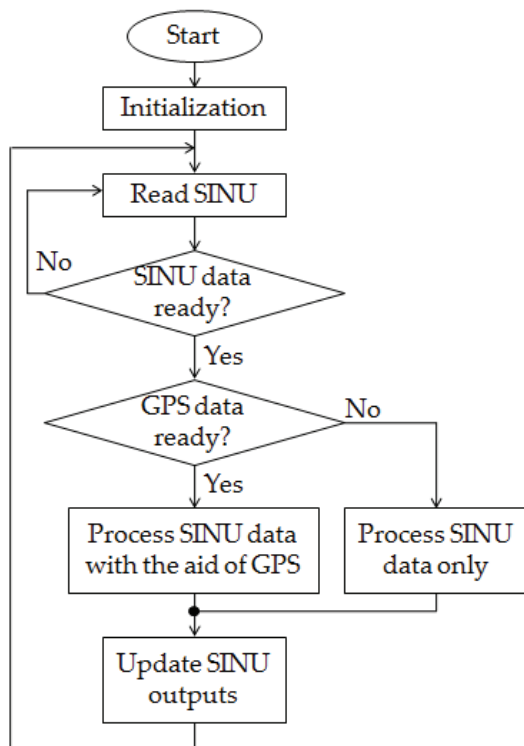 Start
Initialization
Read SINU
No
SINU data
ready?
Yes
GPS data
ready?
No
Yes
Process SINU data
with the aid of GPS
Process SINU
data only
Update SINU
outputs